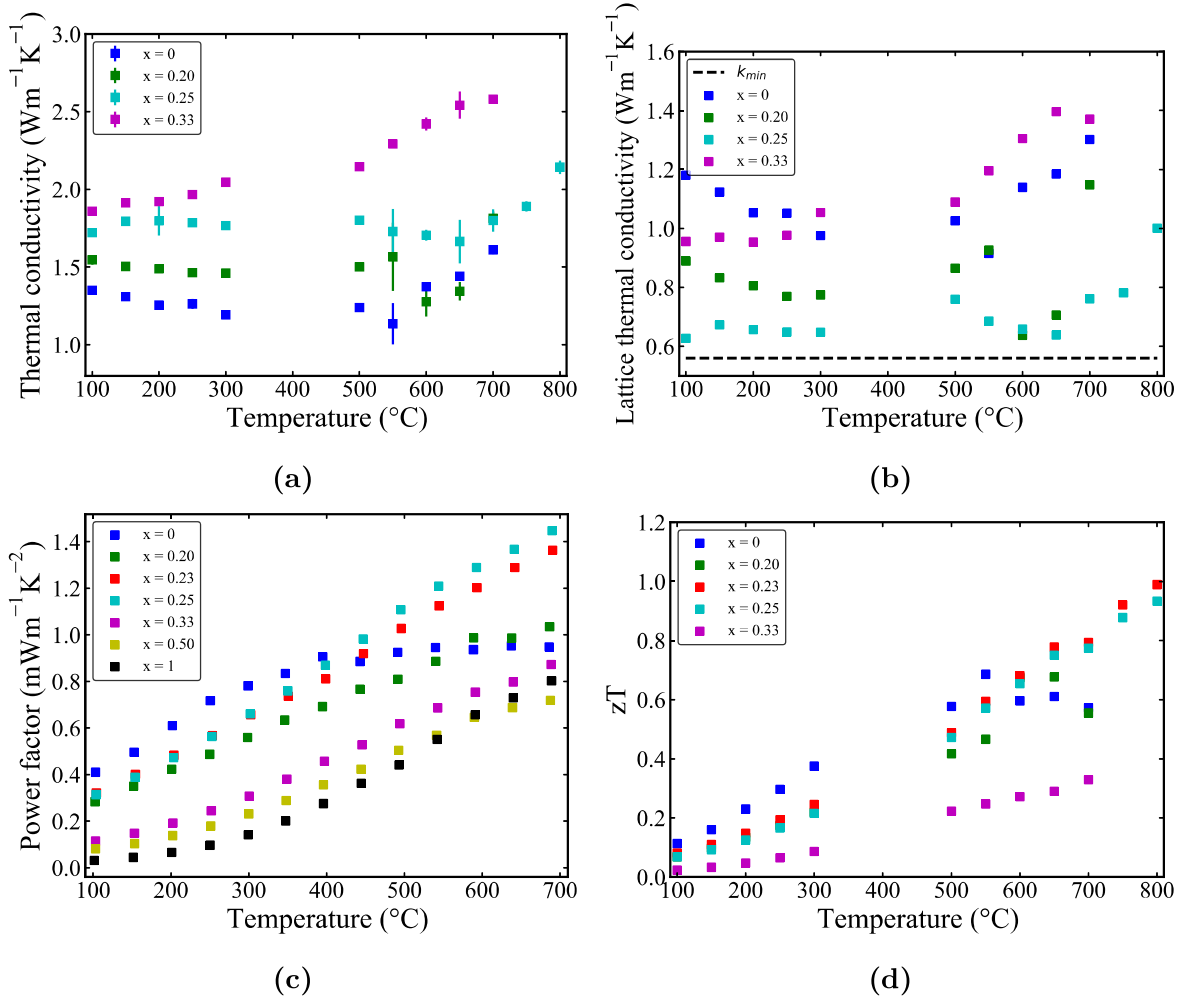 3.0
2.5
2.0
1.5
1.0
Thermal conductivity (Wm⁻¹K⁻¹)
x = 0
x = 0.20
x = 0.25
x = 0.33
100 200 300 400 500 600 700 800
Temperature (°C)
(a)
1.6
1.4
1.2
1.0
0.8
0.6
Lattice thermal conductivity (Wm⁻¹K⁻¹)
k_min
x = 0
x = 0.20
x = 0.25
x = 0.33
100 200 300 400 500 600 700 800
Temperature (°C)
(b)
1.4
1.2
1.0
0.8
0.6
0.4
0.2
0.0
Power factor (mWm⁻¹K⁻²)
x = 0
x = 0.20
x = 0.23
x = 0.25
x = 0.33
x = 0.50
x = 1
100 200 300 400 500 600 700
Temperature (°C)
(c)
1.2
1.0
0.8
0.6
0.4
0.2
0.0
zT
x = 0
x = 0.20
x = 0.23
x = 0.25
x = 0.33
100 200 300 400 500 600 700 800
Temperature (°C)
(d)